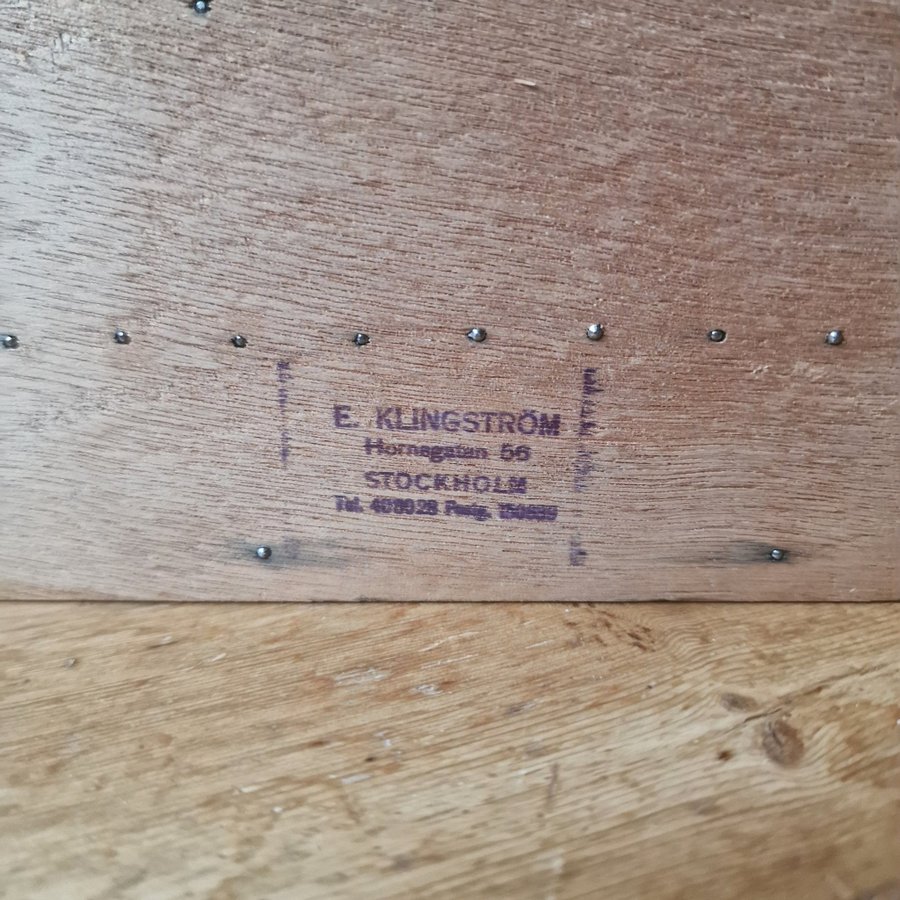 E. KLINGSTRÖM
Hornsgatan 56
STOCKHOLM
Tel. Postg.